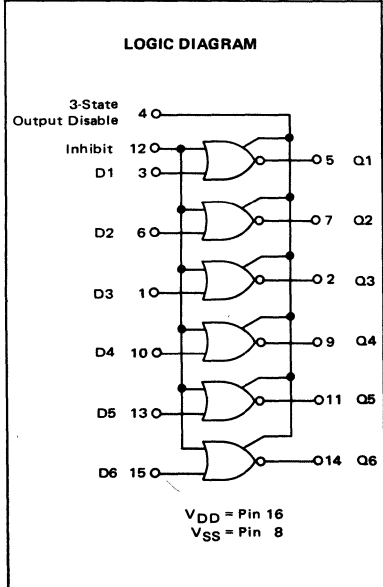 LOGIC DIAGRAM
3-State
Output Disable 4
Inhibit 12
D1 3
5 Q1
D2 6
7 Q2
D3 1
2 Q3
D4 10
9 Q4
D5 13
11 Q5
D6 15
14 Q6
VDD = Pin 16
VSS = Pin 8